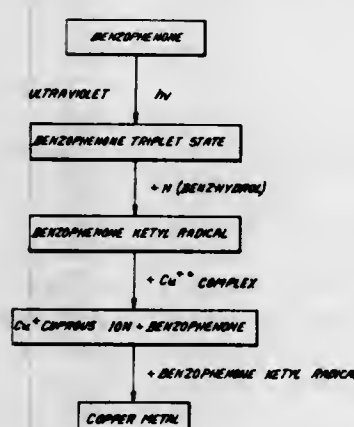 BENZOPHENONE
ULTRAVIOLET hν
BENZOPHENONE TRIPLET STATE
+ H (BENZHYDROL)
BENZOPHENONE KETYL RADICAL
+ Cu⁺⁺ COMPLEX
Cu⁺ CUPROUS ION + BENZOPHENONE
+ BENZOPHENONE KETYL RADICAL
COPPER METAL